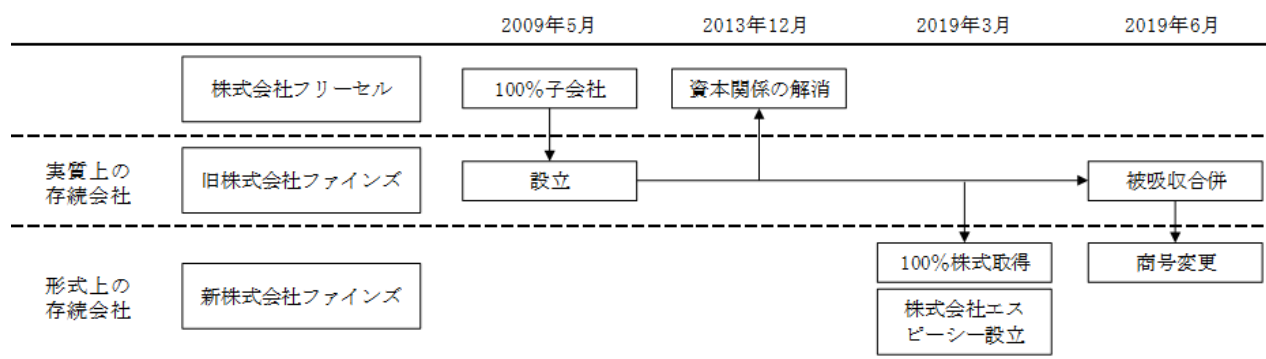 2009年5月
2013年12月
2019年3月
2019年6月
株式会社フリーセル
100%子会社
資本関係の解消
実質上の
存続会社
旧株式会社ファインズ
設立
被吸収合併
形式上の
存続会社
新株式会社ファインズ
100%株式取得
商号変更
株式会社エス
ピーシー設立